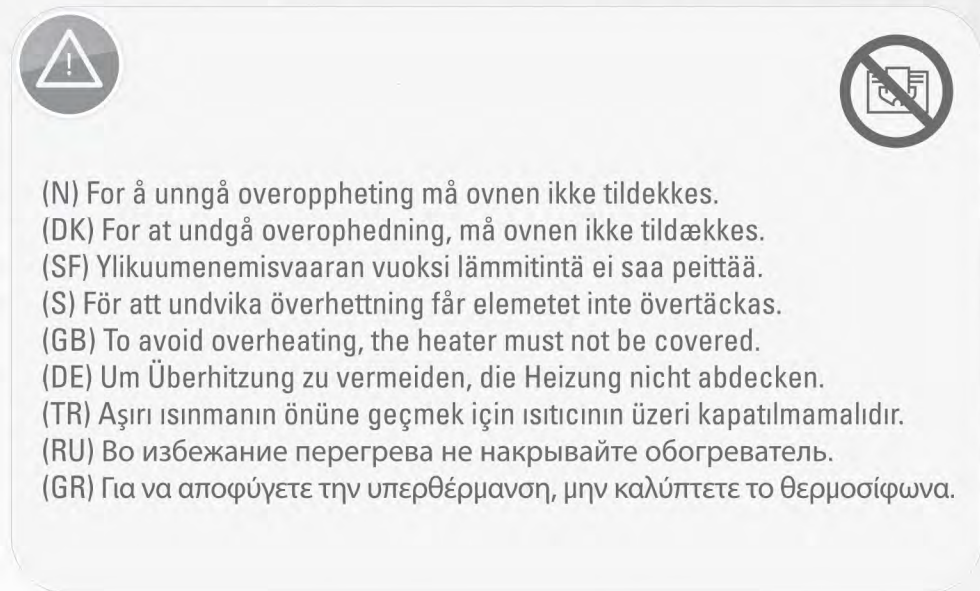 (N) For å unngå overoppheting må ovnen ikke tildekkes.
(DK) For at undgå overophedning, må ovnen ikke tildækkes.
(SF) Ylikuumenemisvaaran vuoksi lämmitintä ei saa peittää.
(S) För att undvika överhettning får elemetet inte övertäckas.
(GB) To avoid overheating, the heater must not be covered.
(DE) Um Überhitzung zu vermeiden, die Heizung nicht abdecken.
(TR) Aşırı ısınmanın önüne geçmek için ısıtıcının üzeri kapatılmamalıdır.
(RU) Во избежание перегрева не накрывайте обогреватель.
(GR) Για να αποφύγετε την υπερθέρμανση, μην καλύπτετε το θερμοσίφωνα.